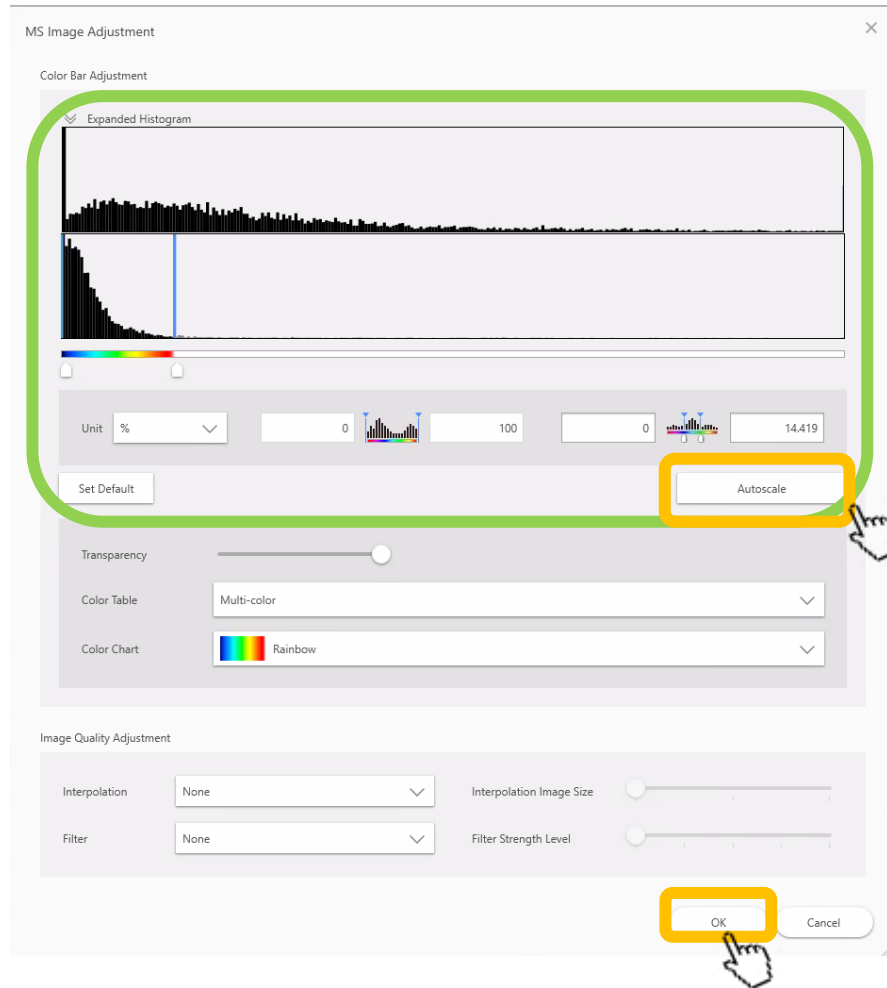 MS Image Adjustment
Color Bar Adjustment
Expanded Histogram
Unit % 0 100 0 14.419
Set Default Autoscale
Transparency
Color Table Multi-color
Color Chart Rainbow
Image Quality Adjustment
Interpolation None Interpolation Image Size
Filter None Filter Strength Level
OK Cancel